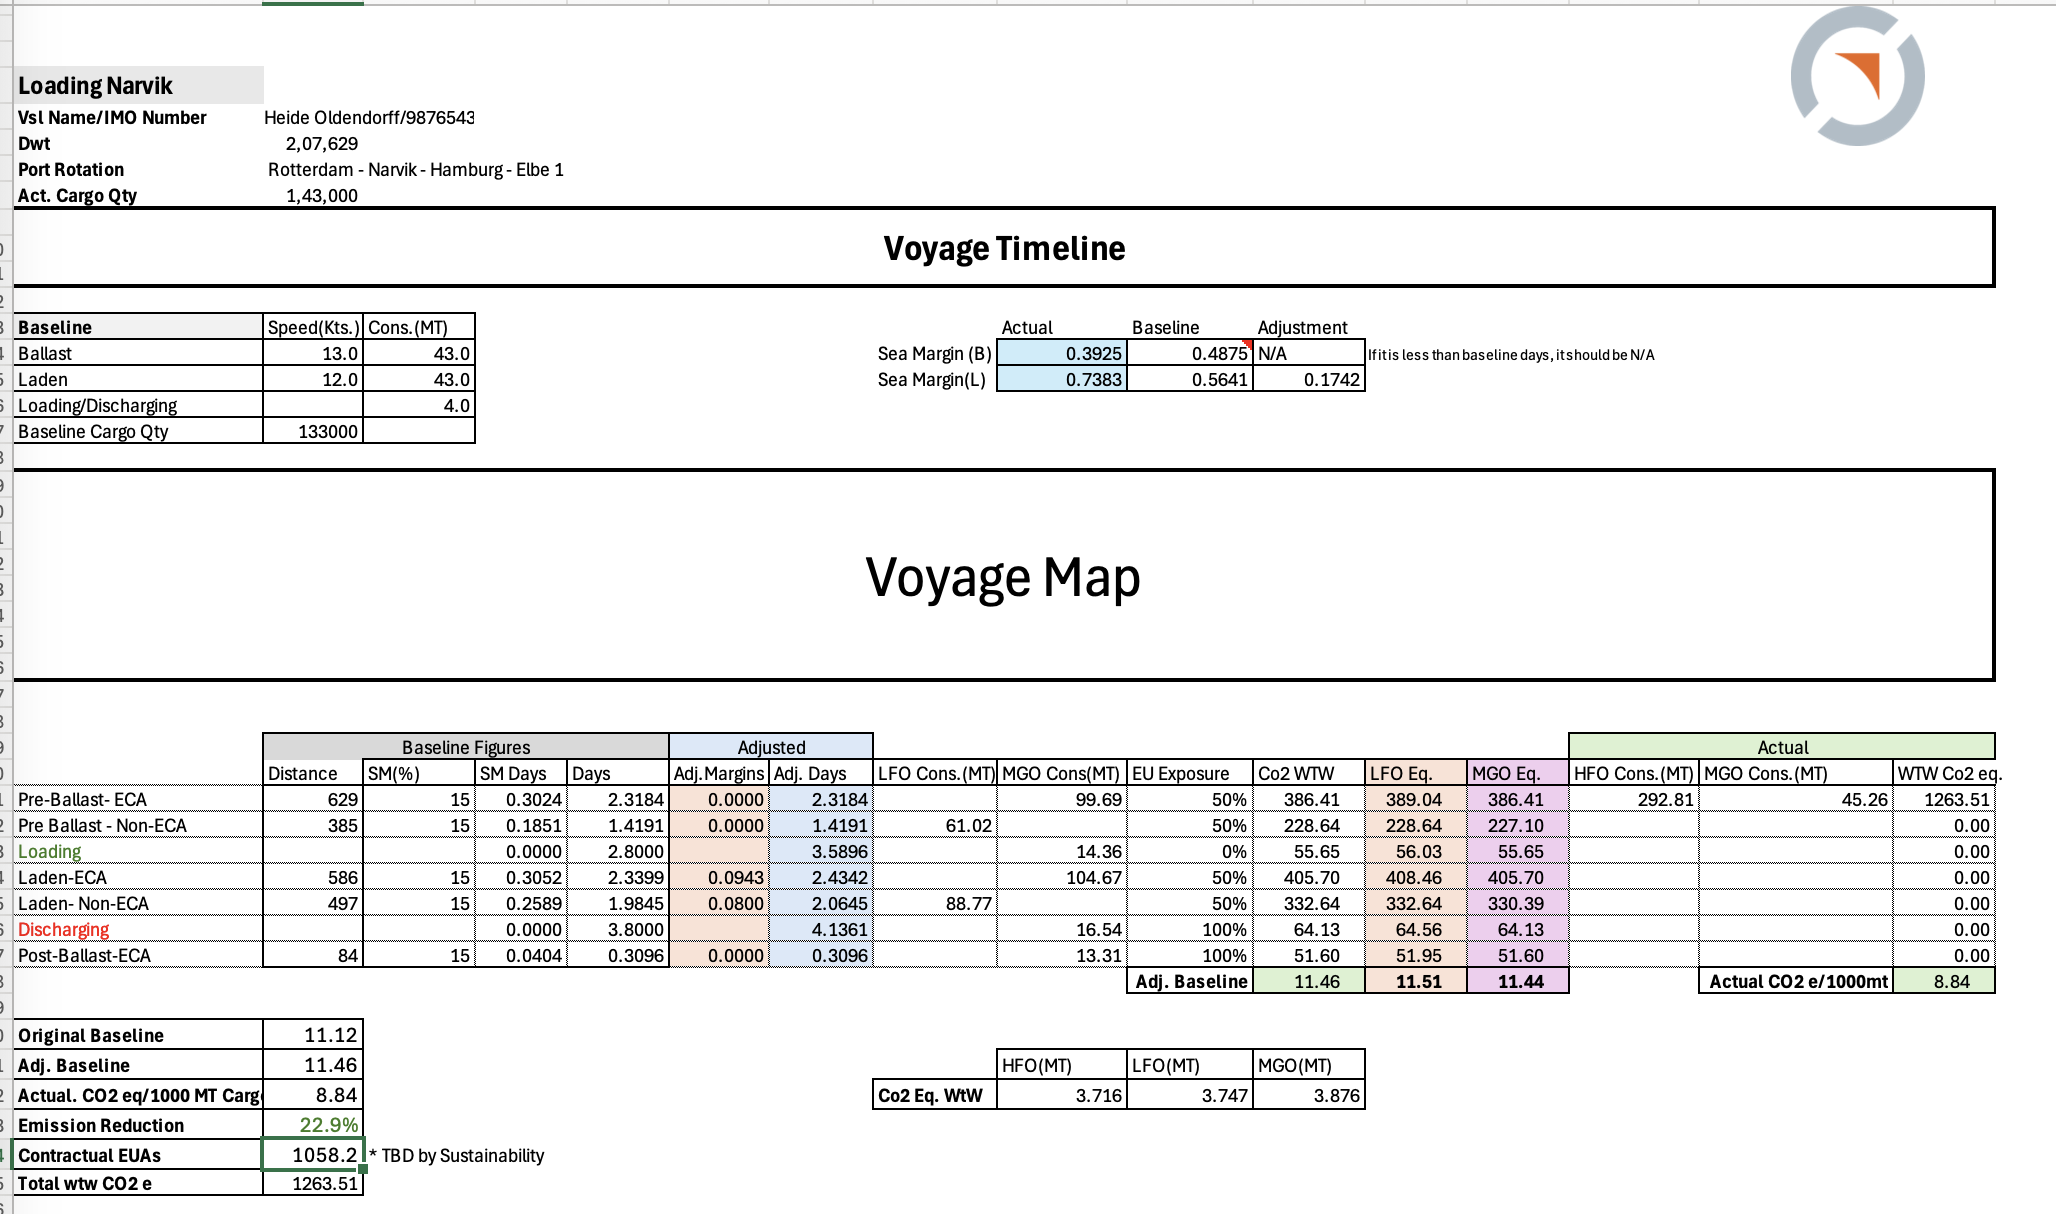 Loading Narvik
Vsl Name/IMO Number Heide Oldendorff/9876543
Dwt 2,07,629
Port Rotation Rotterdam - Narvik - Hamburg - Elbe 1
Act. Cargo Qty 1,43,000
Voyage Timeline
Baseline Speed(Kts.) Cons.(MT) Actual Baseline Adjustment
Ballast 13.0 43.0 Sea Margin (B) 0.3925 0.4875 N/A If it is less than baseline days, it should be N/A
Laden 12.0 43.0 Sea Margin(L) 0.7383 0.5641 0.1742
Loading/Discharging 4.0
Baseline Cargo Qty 133000
Voyage Map
Baseline Figures Adjusted Actual
Distance SM(%) SM Days Days Adj.Margins Adj. Days LFO Cons.(MT) MGO Cons(MT) EU Exposure Co2 WTW LFO Eq. MGO Eq. HFO Cons.(MT) MGO Cons.(MT) WTW Co2 eq.
Pre-Ballast- ECA 629 15 0.3024 2.3184 0.0000 2.3184 99.69 50% 386.41 389.04 386.41 292.81 45.26 1263.51
Pre Ballast - Non-ECA 385 15 0.1851 1.4191 0.0000 1.4191 61.02 50% 228.64 228.64 227.10 0.00
Loading 0.0000 2.8000 3.5896 14.36 0% 55.65 56.03 55.65 0.00
Laden-ECA 586 15 0.3052 2.3399 0.0943 2.4342 104.67 50% 405.70 408.46 405.70 0.00
Laden- Non-ECA 497 15 0.2589 1.9845 0.0800 2.0645 88.77 50% 332.64 332.64 330.39 0.00
Discharging 0.0000 3.8000 4.1361 16.54 100% 64.13 64.56 64.13 0.00
Post-Ballast-ECA 84 15 0.0404 0.3096 0.0000 0.3096 13.31 100% 51.60 51.95 51.60 0.00
Adj. Baseline 11.46 11.51 11.44 Actual CO2 e/1000mt 8.84
Original Baseline 11.12
Adj. Baseline 11.46 HFO(MT) LFO(MT) MGO(MT)
Actual. CO2 eq/1000 MT Carg 8.84 Co2 Eq. WtW 3.716 3.747 3.876
Emission Reduction 22.9%
Contractual EUAs 1058.2 * TBD by Sustainability
Total wtw CO2 e 1263.51